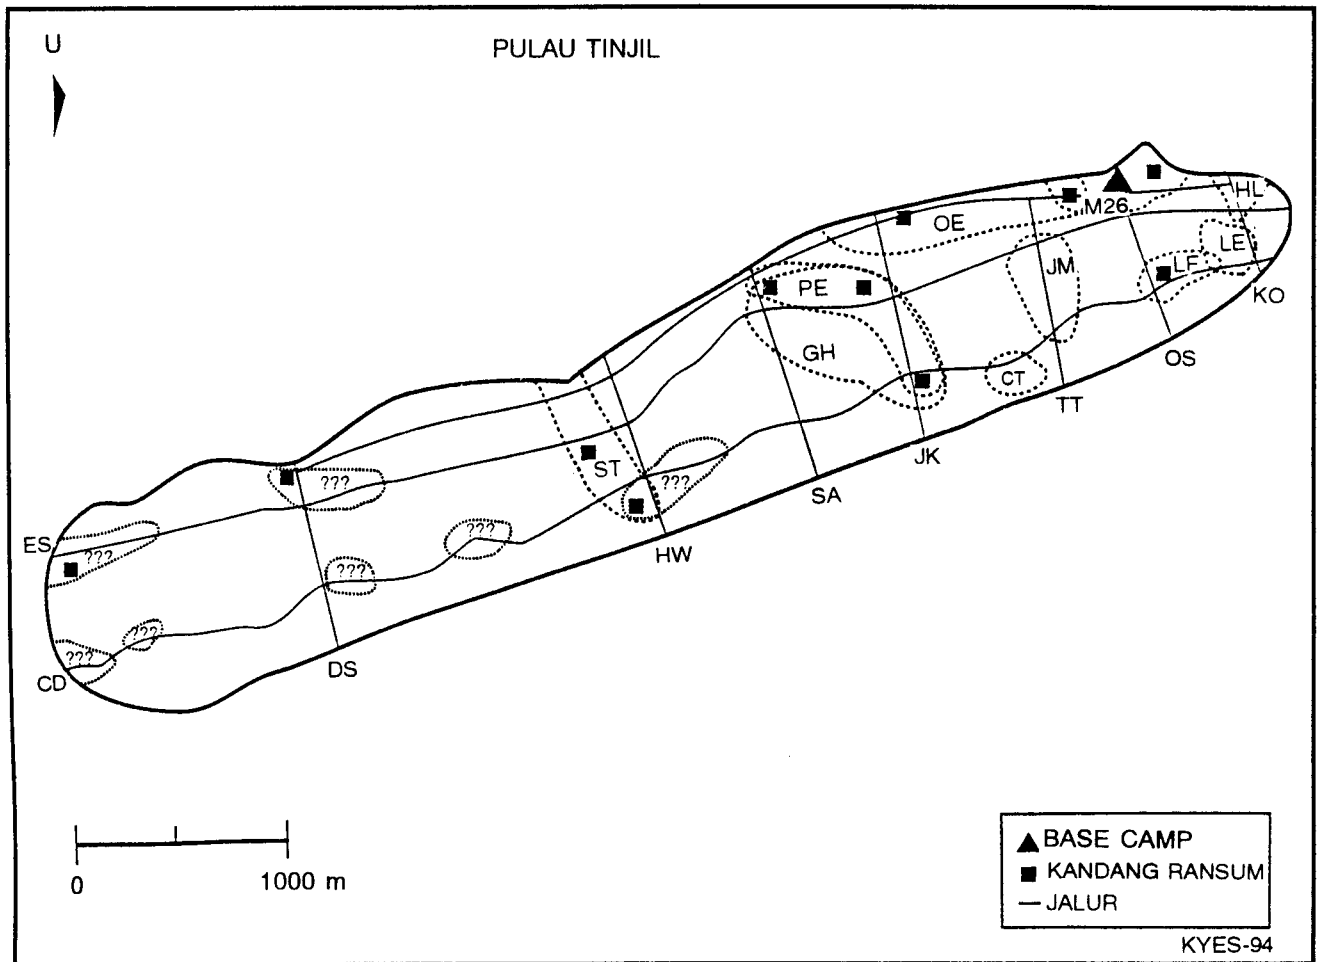 U
PULAU TINJIL
HL
M26
OE
LE
JM
LF
PE
KO
GH
OS
CT
TT
JK
ST
???
???
SA
???
ES
???
HW
???
???
???
DS
CD
0
1000 m
BASE CAMP
KANDANG RANSUM
JALUR
KYES-94